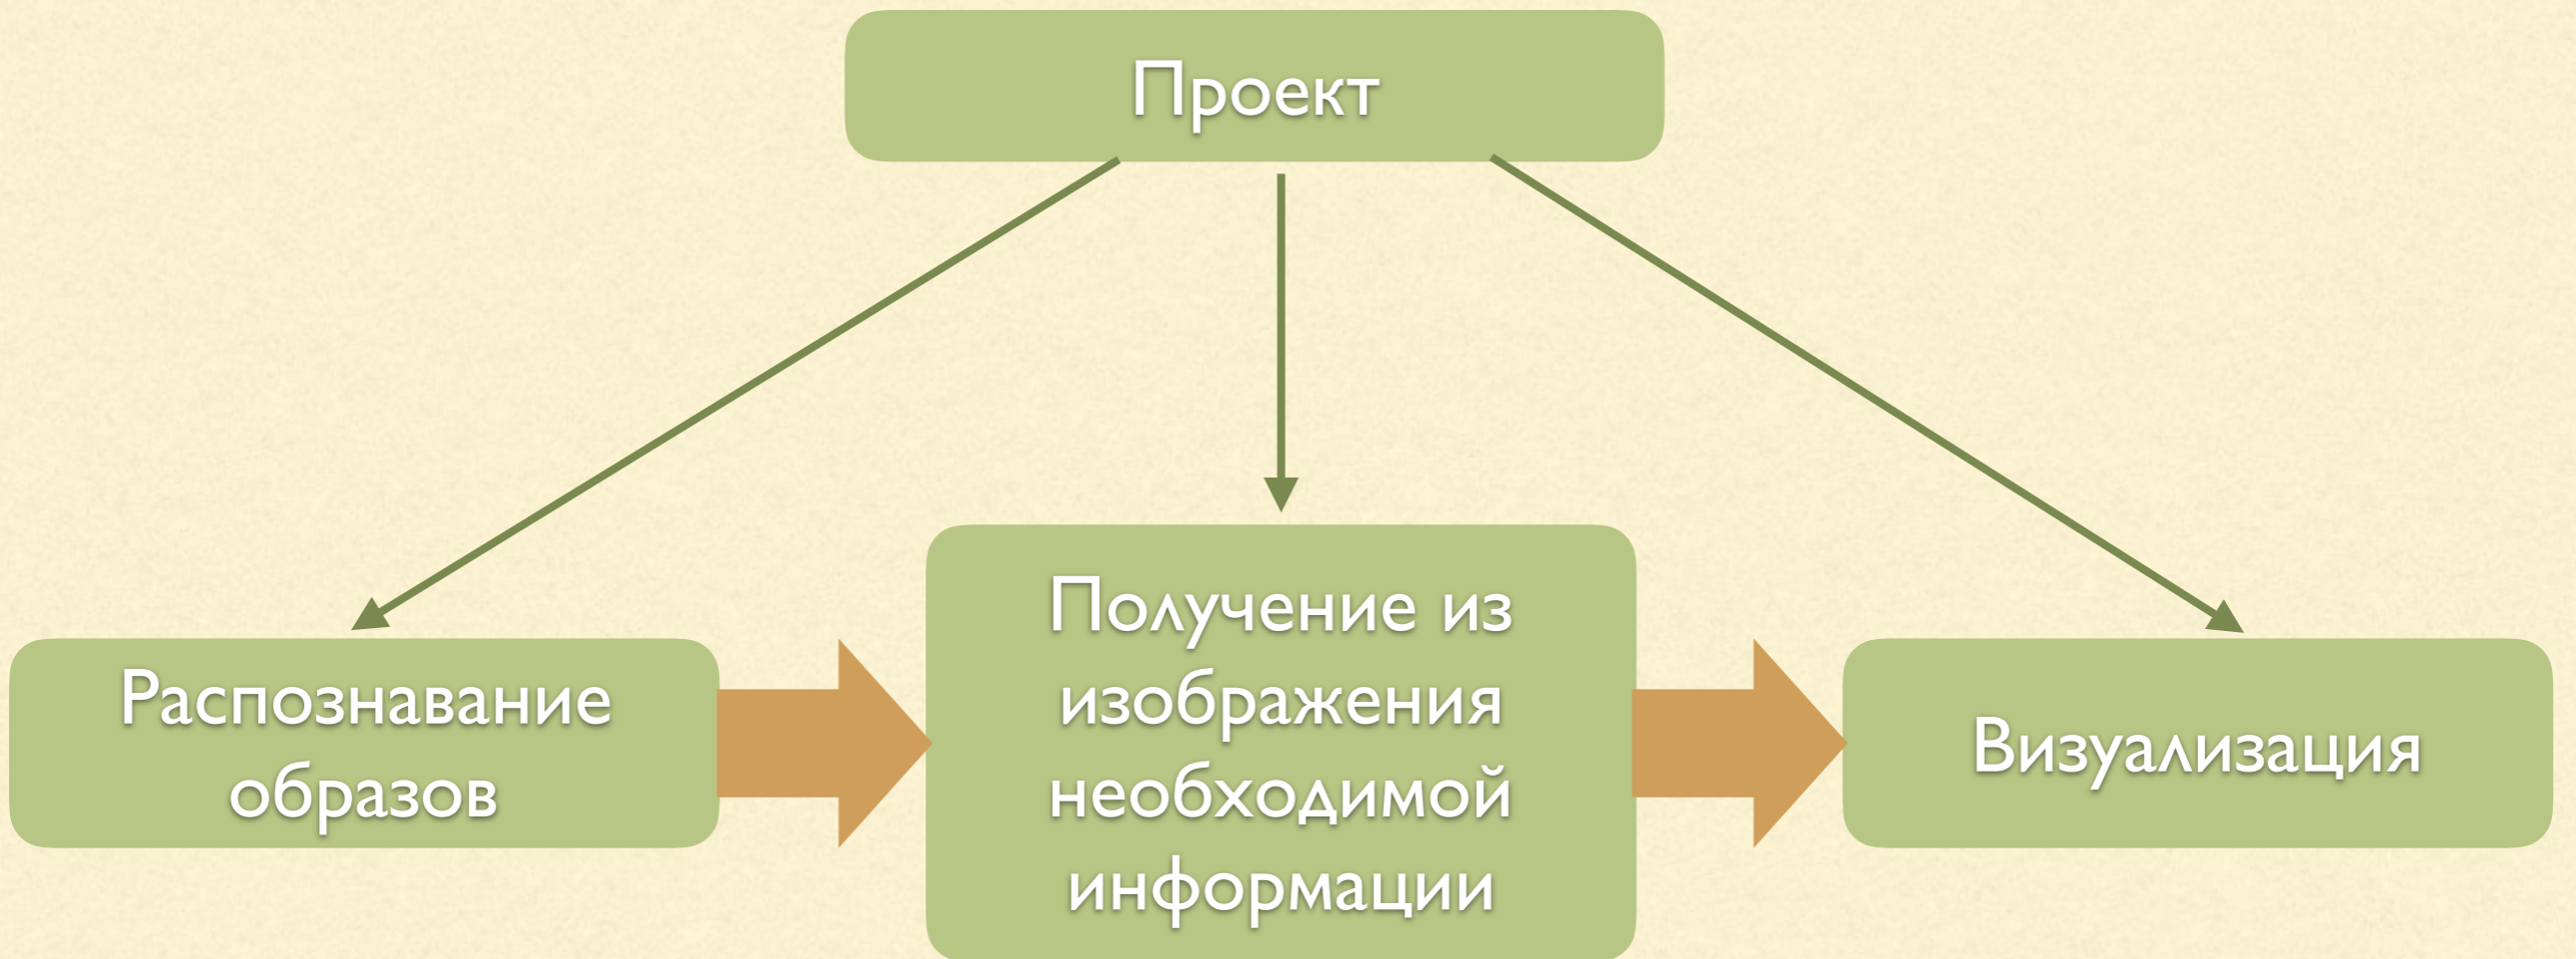 Проект
Распознавание
образов
Получение из
изображения
необходимой
информации
Визуализация